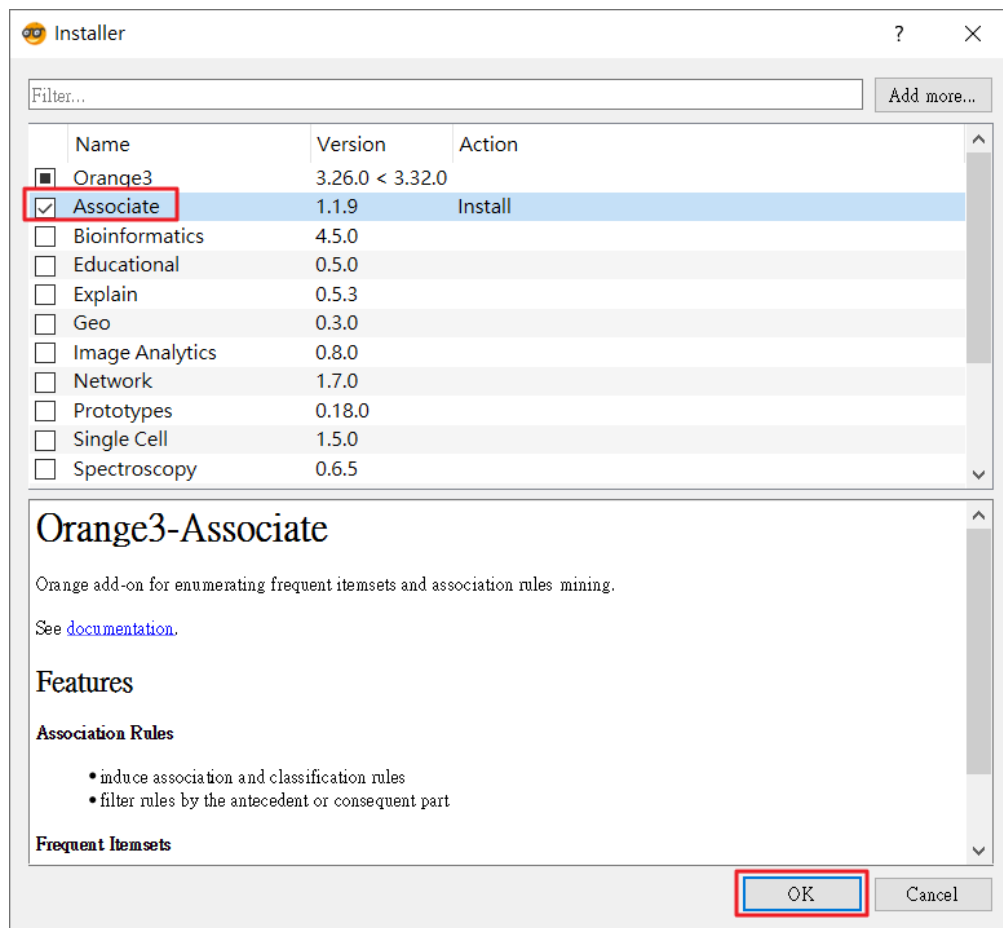 Installer
Filter...
Add more...
Name Version Action
Orange3 3.26.0 < 3.32.0
Associate 1.1.9 Install
Bioinformatics 4.5.0
Educational 0.5.0
Explain 0.5.3
Geo 0.3.0
Image Analytics 0.8.0
Network 1.7.0
Prototypes 0.18.0
Single Cell 1.5.0
Spectroscopy 0.6.5
Orange3-Associate
Orange add-on for enumerating frequent itemsets and association rules mining.
See documentation.
Features
Association Rules
• induce association and classification rules
• filter rules by the antecedent or consequent part
Frequent Itemsets
OK Cancel